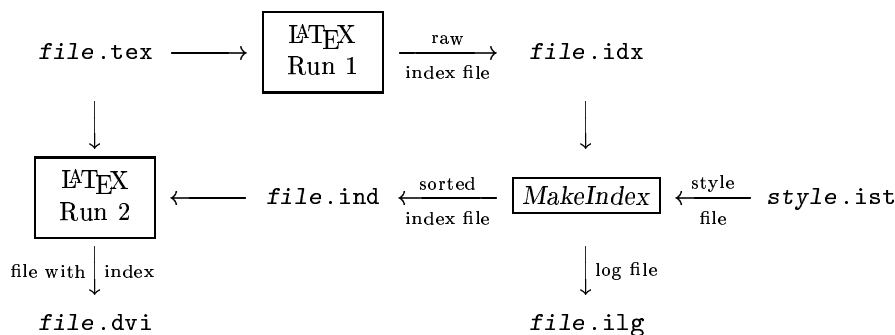 file.tex
LATEX
Run 1
raw
index file
file.idx
LATEX
Run 2
file.ind
sorted
index file
MakeIndex
style
file
style.ist
file with index
log file
file.dvi
file.ilg